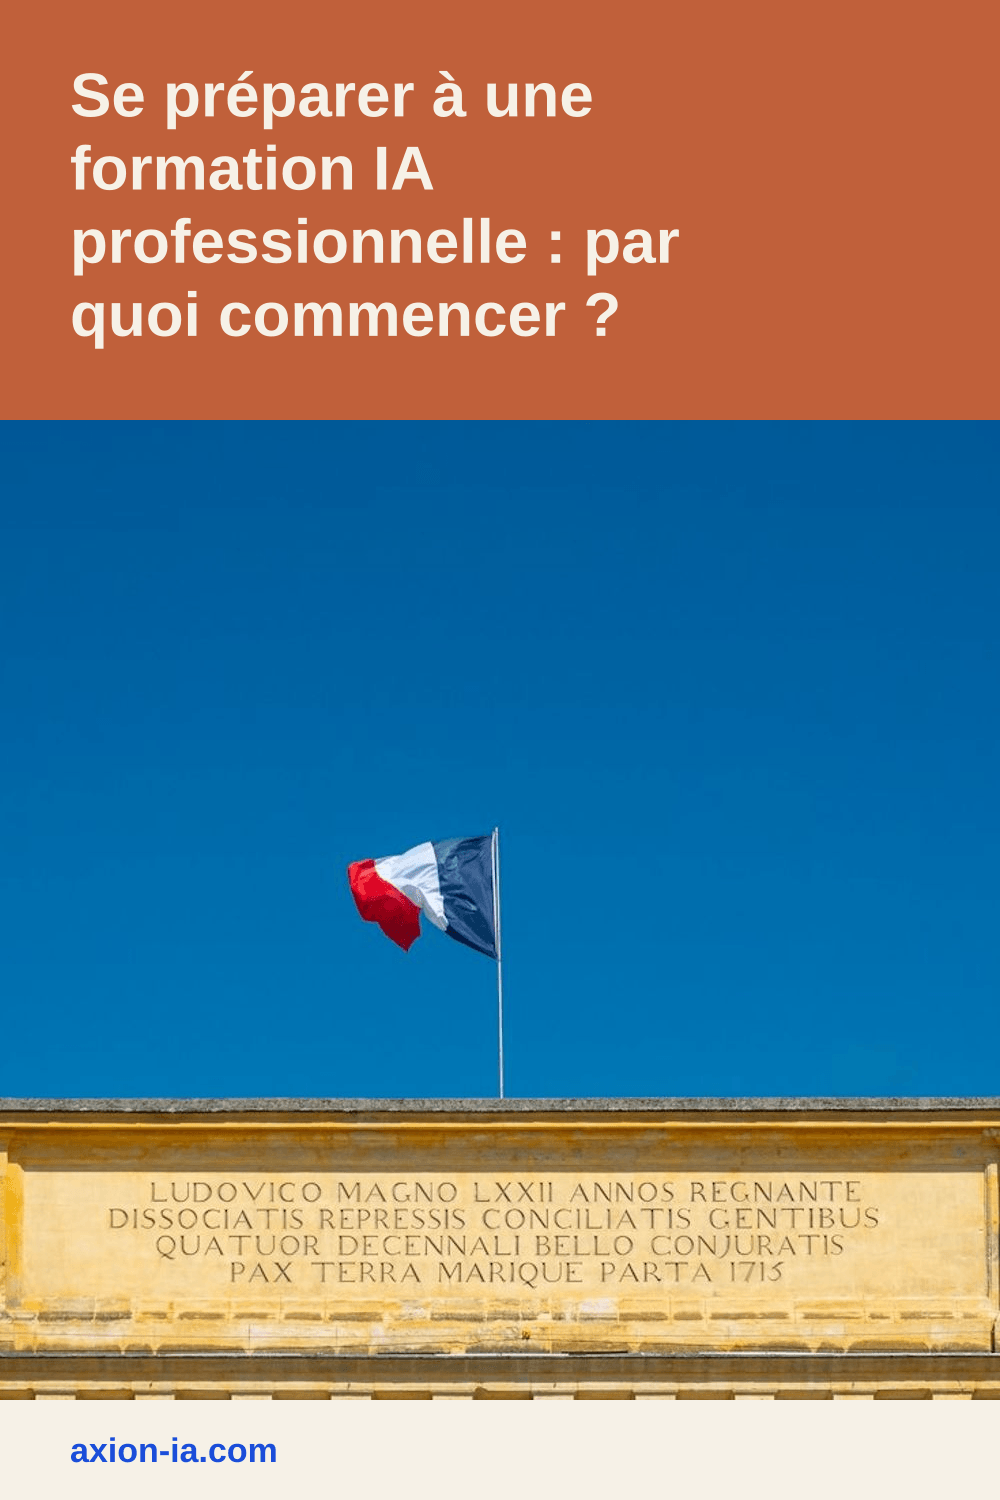 Se préparer à une
formation IA
professionnelle : par
quoi commencer ?
LUDOVICO MAGNO LXXII ANNOS REGNANTE
DISSOCIATIS REPRESSIS CONCILIATIS GENTIBUS
QUATUOR DECENNALI BELLO CONJURATIS
PAX TERRA MARIQUE PARTA 1715
axion-ia.com